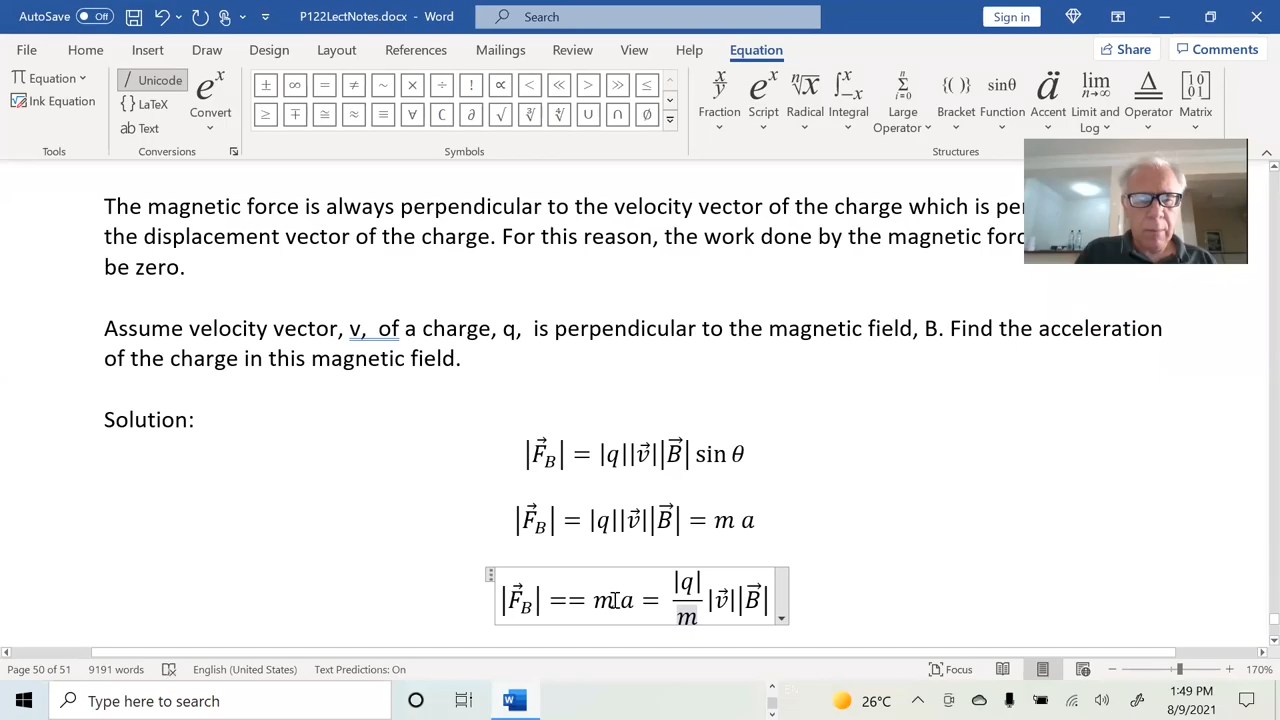 AutoSave Off P122LectNotes.docx - Word Search Sign in
File Home Insert Draw Design Layout References Mailings Review View Help Equation Share Comments
π Equation Unicode
Ink Equation {} LaTeX
ab Text
e^x Convert
± ∞ = ≠ ~ × ÷ ! ∝ < ≪ > ≫ ≤
≥ ∓ ≅ ≈ ≡ ∀ ∁ ∂ √ ∛ ∜ ∪ ∩ ∅
Fraction Script Radical Integral Large Operator Bracket Function Accent Limit and Log Operator Matrix
Tools Conversions Symbols Structures
The magnetic force is always perpendicular to the velocity vector of the charge which is
the displacement vector of the charge. For this reason, the work done by the magnetic
be zero.
Assume velocity vector, v, of a charge, q, is perpendicular to the magnetic field, B. Find the acceleration
of the charge in this magnetic field.
Solution:
|F⃗_B| = |q||v⃗||B⃗| sin θ
|F⃗_B| = |q||v⃗||B⃗| = m a
|F⃗_B| == m a = |q|/m |v⃗||B⃗|
Page 50 of 51 9191 words English (United States) Text Predictions: On Focus 170%
Type here to search 26°C 1:49 PM
8/9/2021